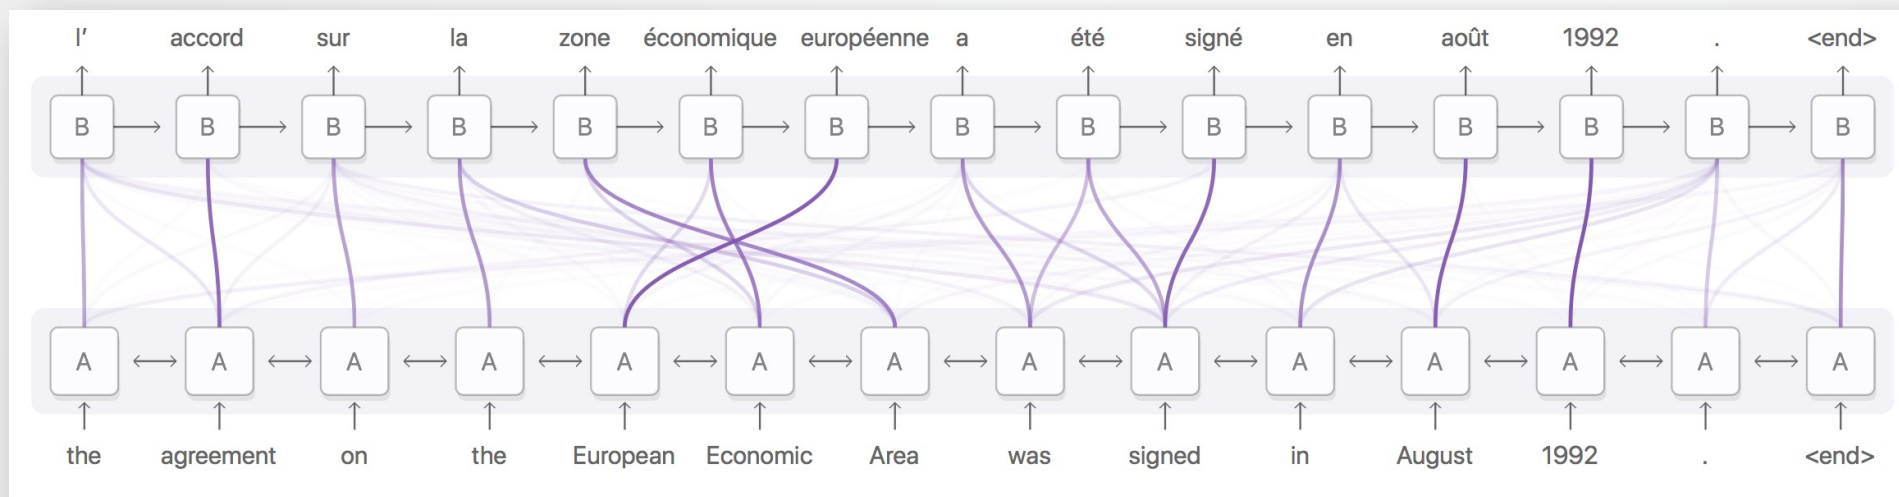 l’ accord sur la zone économique européenne a été signé en août 1992 . <end>
B B B B B B B B B B B B B B B
A A A A A A A A A A A A A A
the agreement on the European Economic Area was signed in August 1992 . <end>